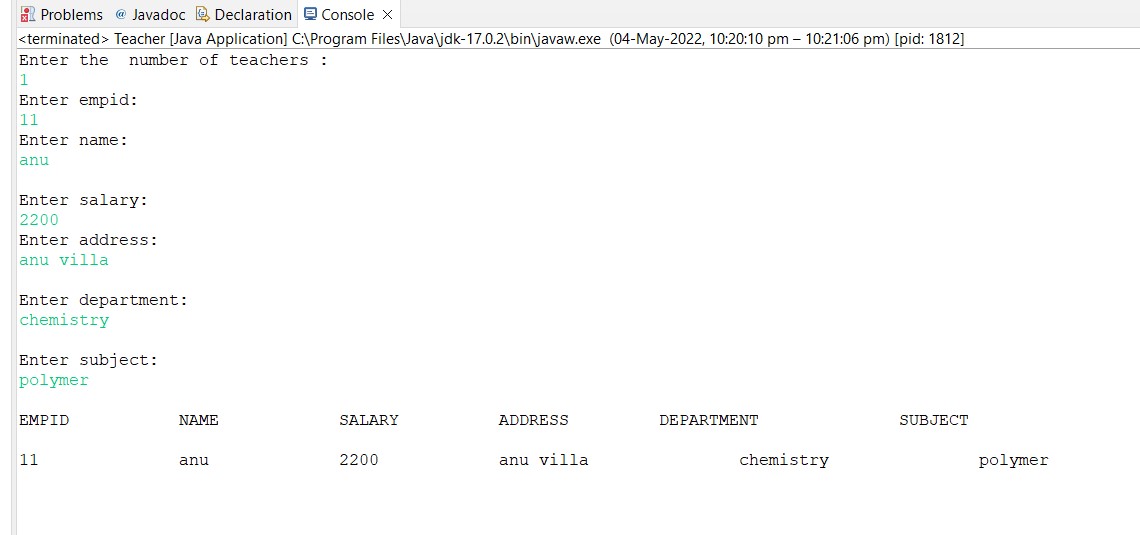 Problems @ Javadoc Declaration Console
<terminated> Teacher [Java Application] C:\Program Files\Java\jdk-17.0.2\bin\javaw.exe (04-May-2022, 10:20:10 pm – 10:21:06 pm) [pid: 1812]
Enter the  number of teachers :
1
Enter empid:
11
Enter name:
anu
Enter salary:
2200
Enter address:
anu villa
Enter department:
chemistry
Enter subject:
polymer
EMPID NAME SALARY ADDRESS DEPARTMENT SUBJECT
11 anu 2200 anu villa chemistry polymer